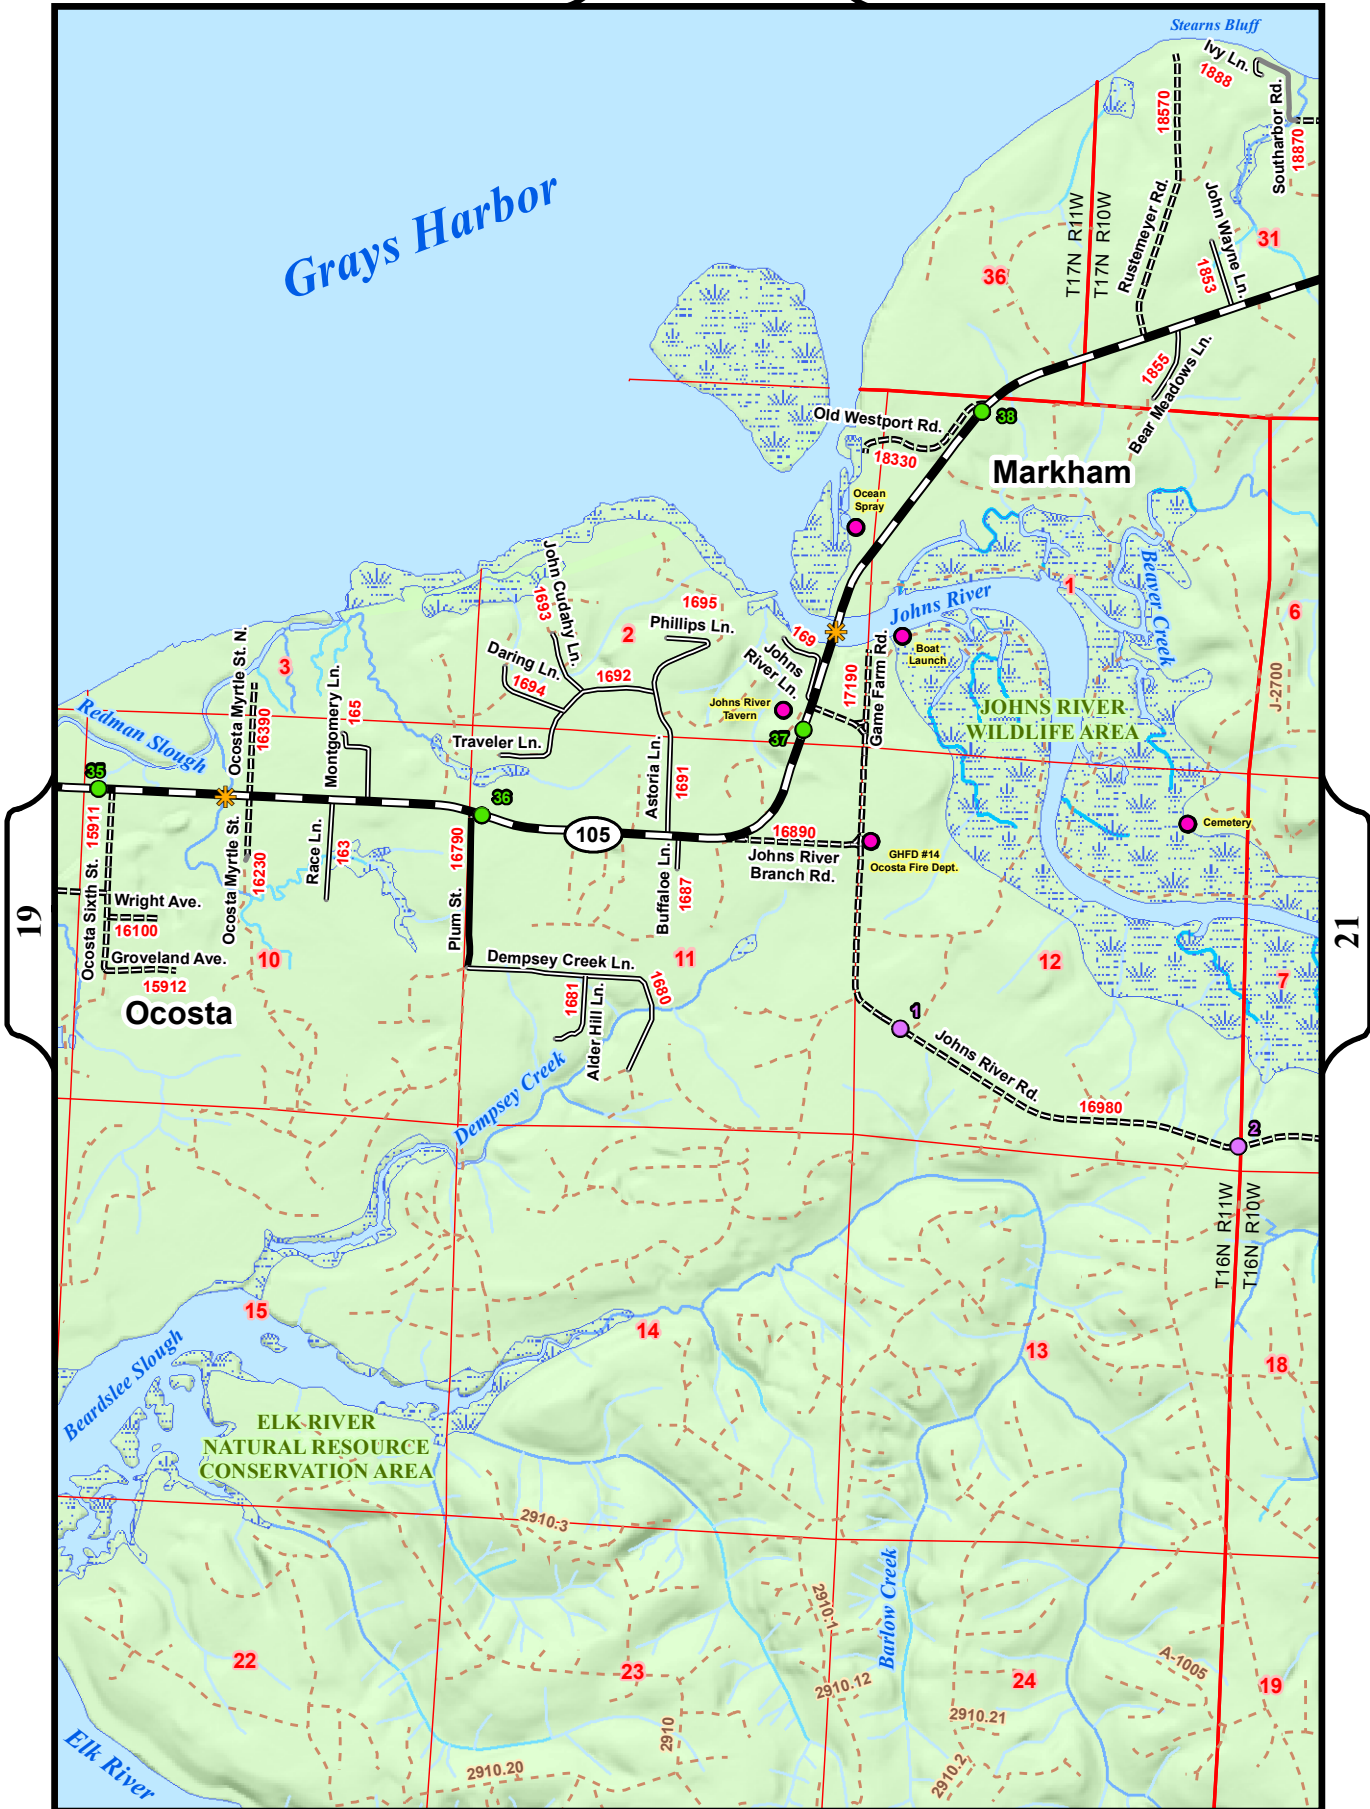 Stearns Bluff
Ivy Ln.
1888
Southarbor Rd.
18870
18570
Rustemeyer Rd.
John Wayne Ln.
1853
31
Grays Harbor
36
T17N R11W
T17N R10W
1855
Bear Meadows Ln.
Old Westport Rd.
18330
38
Markham
Ocean
Spray
Beaver Creek
Johns River
1
6
J-2700
John Cudahy Ln.
1693
2
1695
Phillips Ln.
169
Johns
River Ln.
Game Farm Rd.
17190
Boat
Launch
JOHNS RIVER
WILDLIFE AREA
Daring Ln.
1694
1692
Johns River
Tavern
37
Traveler Ln.
Astoria Ln.
1691
3
Ocosta Myrtle St. N.
16390
Montgomery Ln.
165
Redman Slough
35
36
105
15911
Ocosta Sixth St.
Wright Ave.
16100
Groveland Ave.
15912
Ocosta Myrtle St.
16230
Race Ln.
163
16790
Plum St.
Buffaloe Ln.
1687
16890
Johns River
Branch Rd.
GHFD #14
Ocosta Fire Dept.
Cemetery
19
21
10
Ocosta
Dempsey Creek Ln.
11
1681
1680
Alder Hill Ln.
12
7
1
Johns River Rd.
16980
2
Dempsey Creek
T16N R11W
T16N R10W
15
14
13
18
Beardslee Slough
ELK RIVER
NATURAL RESOURCE
CONSERVATION AREA
2910.3
2910.1
Barlow Creek
22
23
24
19
A-1005
2910.12
2910.21
2910
2910.20
2910.2
Elk River